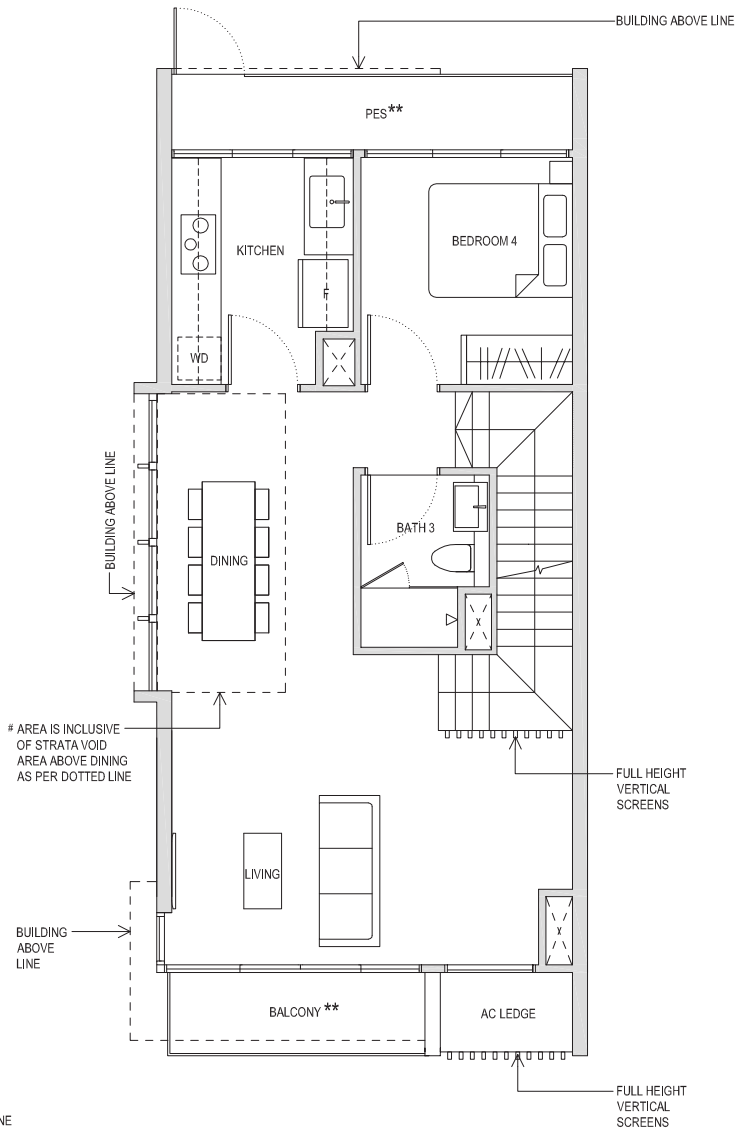 BUILDING ABOVE LINE
PES**
KITCHEN
BEDROOM 4
F
WD
BUILDING ABOVE LINE
BATH 3
DINING
# AREA IS INCLUSIVE
OF STRATA VOID
AREA ABOVE DINING
AS PER DOTTED LINE
FULL HEIGHT
VERTICAL
SCREENS
LIVING
BUILDING
ABOVE
LINE
BALCONY **
AC LEDGE
FULL HEIGHT
VERTICAL
SCREENS
NE